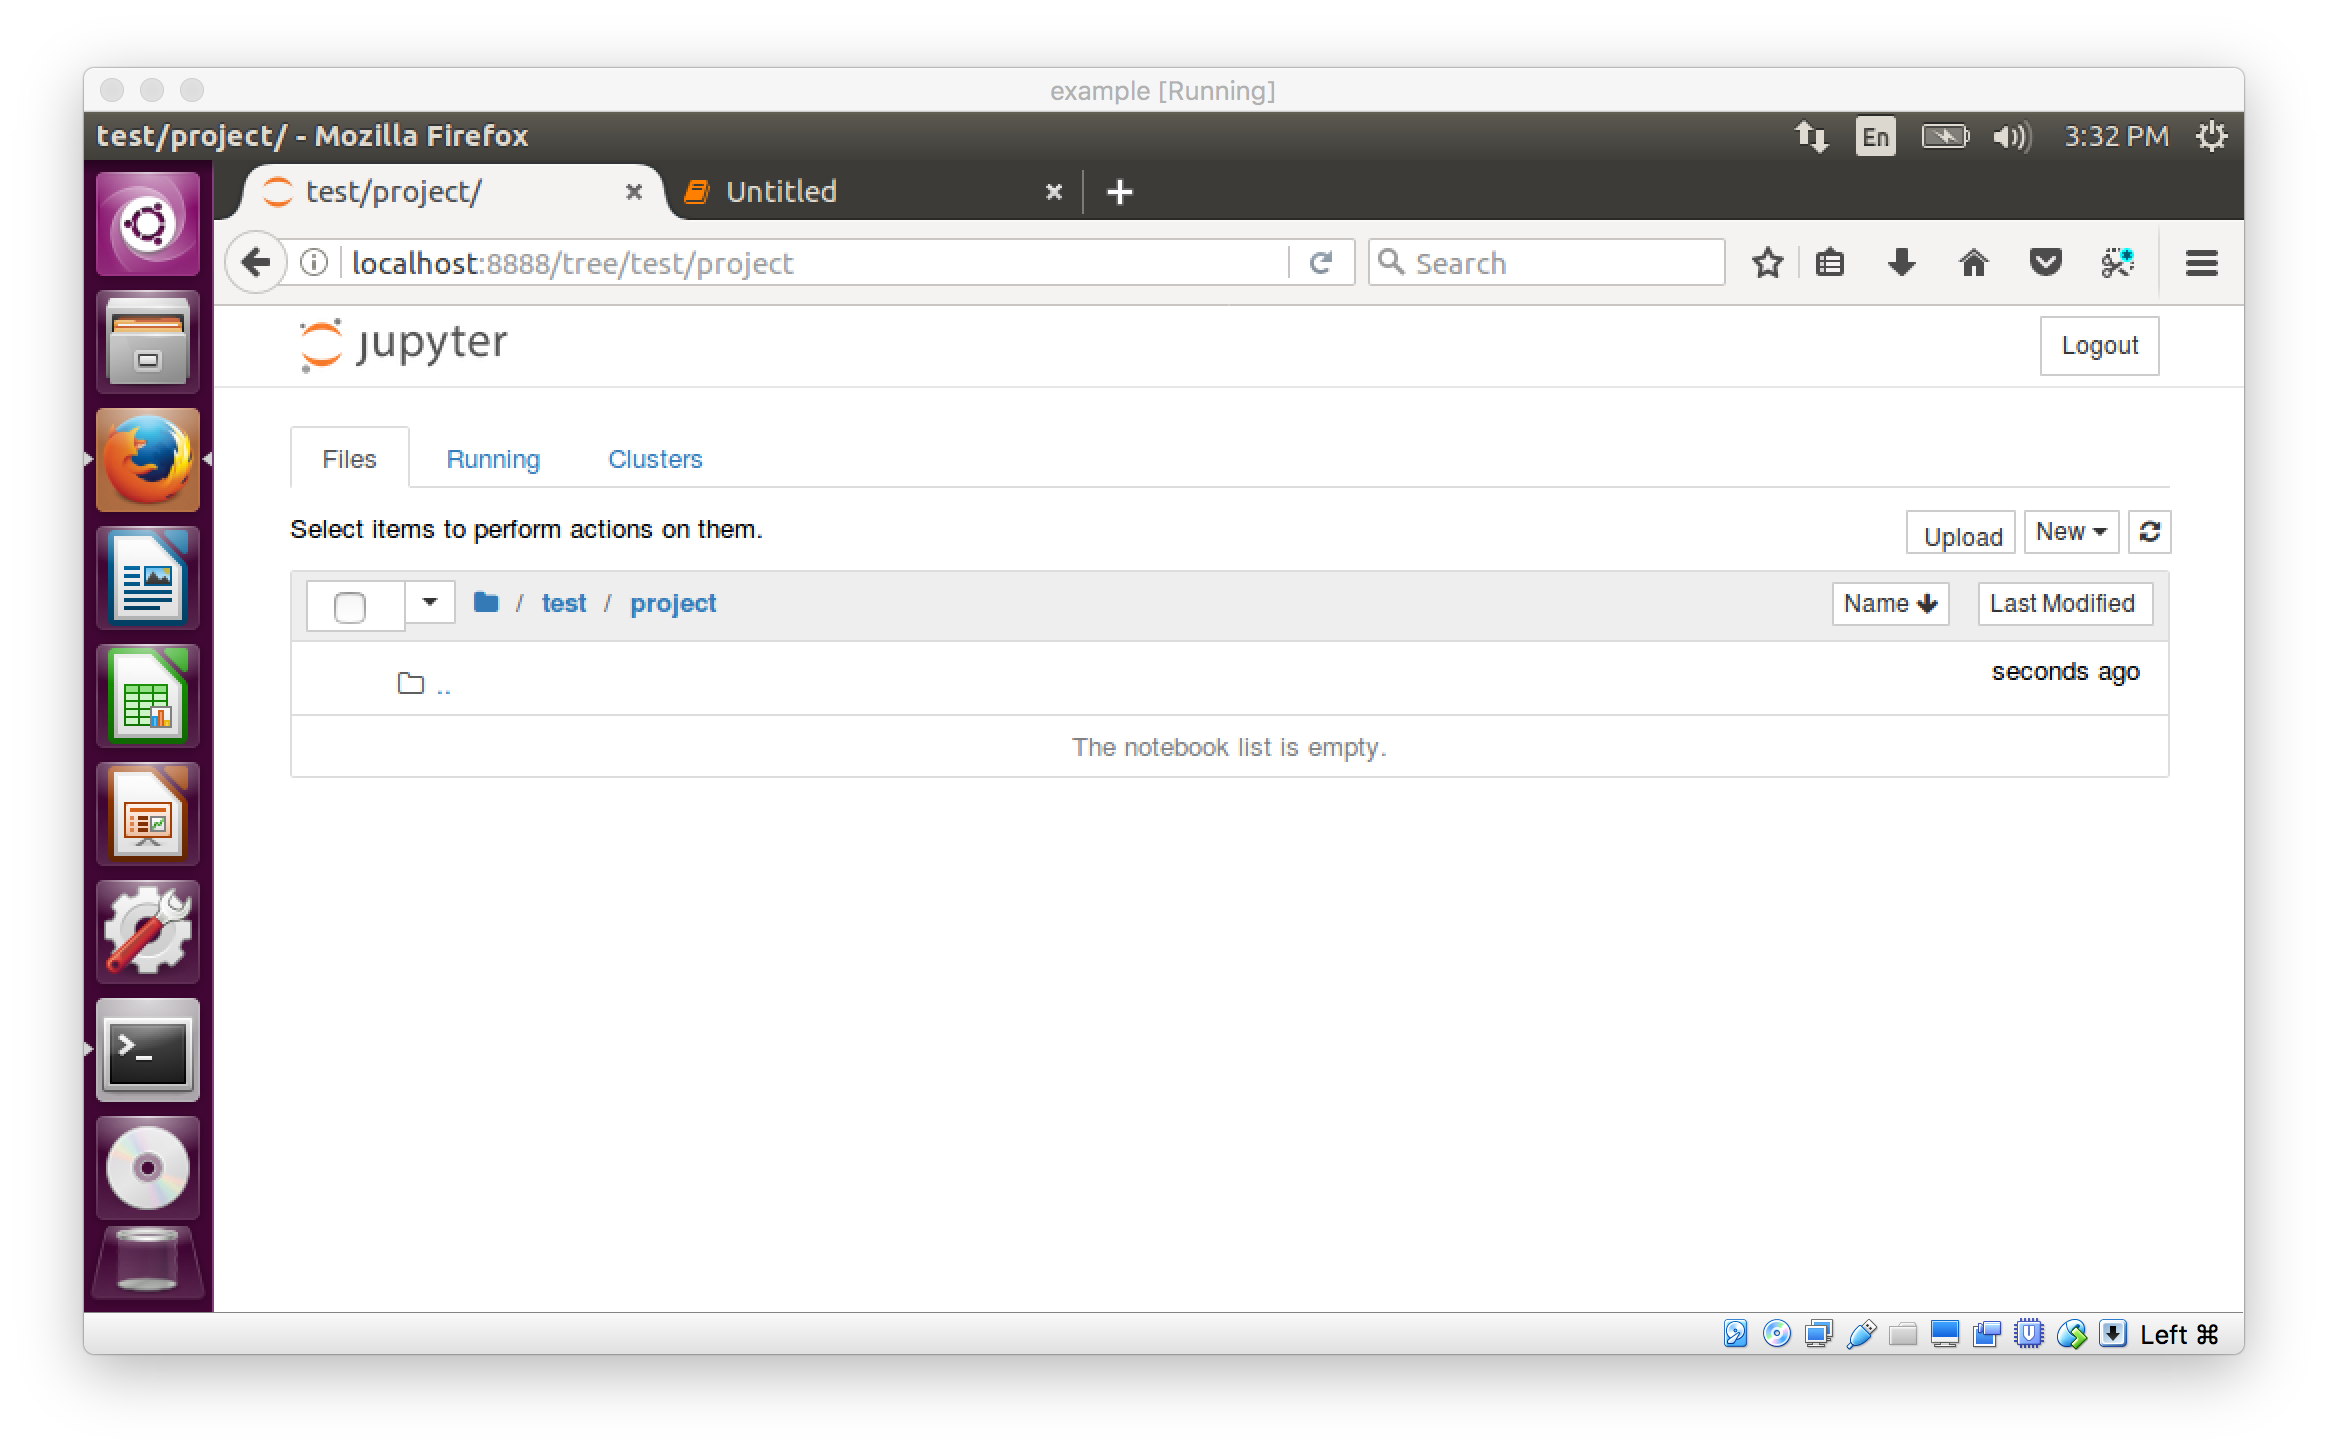 example [Running]
test/project/ - Mozilla Firefox
En
3:32 PM
test/project/
Untitled
localhost:8888/tree/test/project
Search
jupyter
Logout
Files
Running
Clusters
Select items to perform actions on them.
Upload
New
/ test / project
Name
Last Modified
..
seconds ago
The notebook list is empty.
Left ⌘